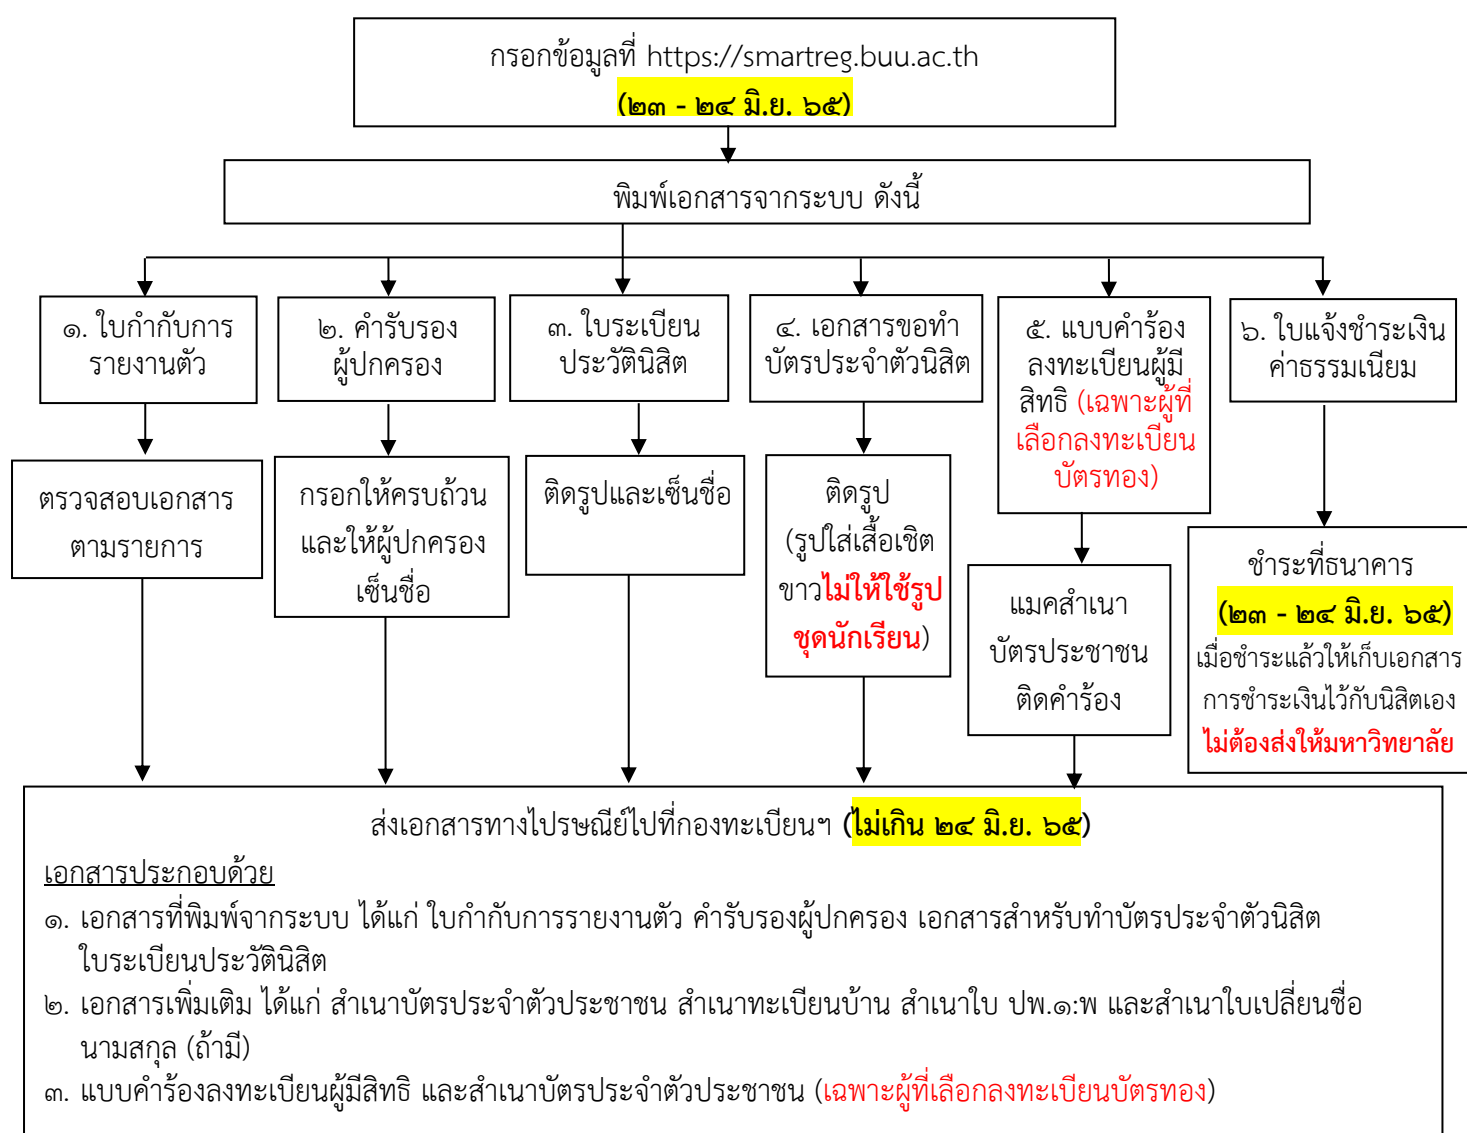 กรอกข้อมูลที่ https://smartreg.buu.ac.th
(๒๓ - ๒๔ มิ.ย. ๖๕)
พิมพ์เอกสารจากระบบ ดังนี้
๑. ใบกำกับการ
รายงานตัว
๒. คำรับรอง
ผู้ปกครอง
๓. ใบระเบียน
ประวัตินิสิต
๔. เอกสารขอทำ
บัตรประจำตัวนิสิต
๕. แบบคำร้อง
ลงทะเบียนผู้มี
สิทธิ (เฉพาะผู้ที่
เลือกลงทะเบียน
บัตรทอง)
๖. ใบแจ้งชำระเงิน
ค่าธรรมเนียม
ตรวจสอบเอกสาร
ตามรายการ
กรอกให้ครบถ้วน
และให้ผู้ปกครอง
เซ็นชื่อ
ติดรูปและเซ็นชื่อ
ติดรูป
(รูปใส่เสื้อเชิต
ขาวไม่ให้ใช้รูป
ชุดนักเรียน)
แมคสำเนา
บัตรประชาชน
ติดคำร้อง
ชำระที่ธนาคาร
(๒๓ - ๒๔ มิ.ย. ๖๕)
เมื่อชำระแล้วให้เก็บเอกสาร
การชำระเงินไว้กับนิสิตเอง
ไม่ต้องส่งให้มหาวิทยาลัย
ส่งเอกสารทางไปรษณีย์ไปที่กองทะเบียนฯ (ไม่เกิน ๒๔ มิ.ย. ๖๕)
เอกสารประกอบด้วย
๑. เอกสารที่พิมพ์จากระบบ ได้แก่ ใบกำกับการรายงานตัว คำรับรองผู้ปกครอง เอกสารสำหรับทำบัตรประจำตัวนิสิต
ใบระเบียนประวัตินิสิต
๒. เอกสารเพิ่มเติม ได้แก่ สำเนาบัตรประจำตัวประชาชน สำเนาทะเบียนบ้าน สำเนาใบ ปพ.๑:พ และสำเนาใบเปลี่ยนชื่อ
นามสกุล (ถ้ามี)
๓. แบบคำร้องลงทะเบียนผู้มีสิทธิ และสำเนาบัตรประจำตัวประชาชน (เฉพาะผู้ที่เลือกลงทะเบียนบัตรทอง)